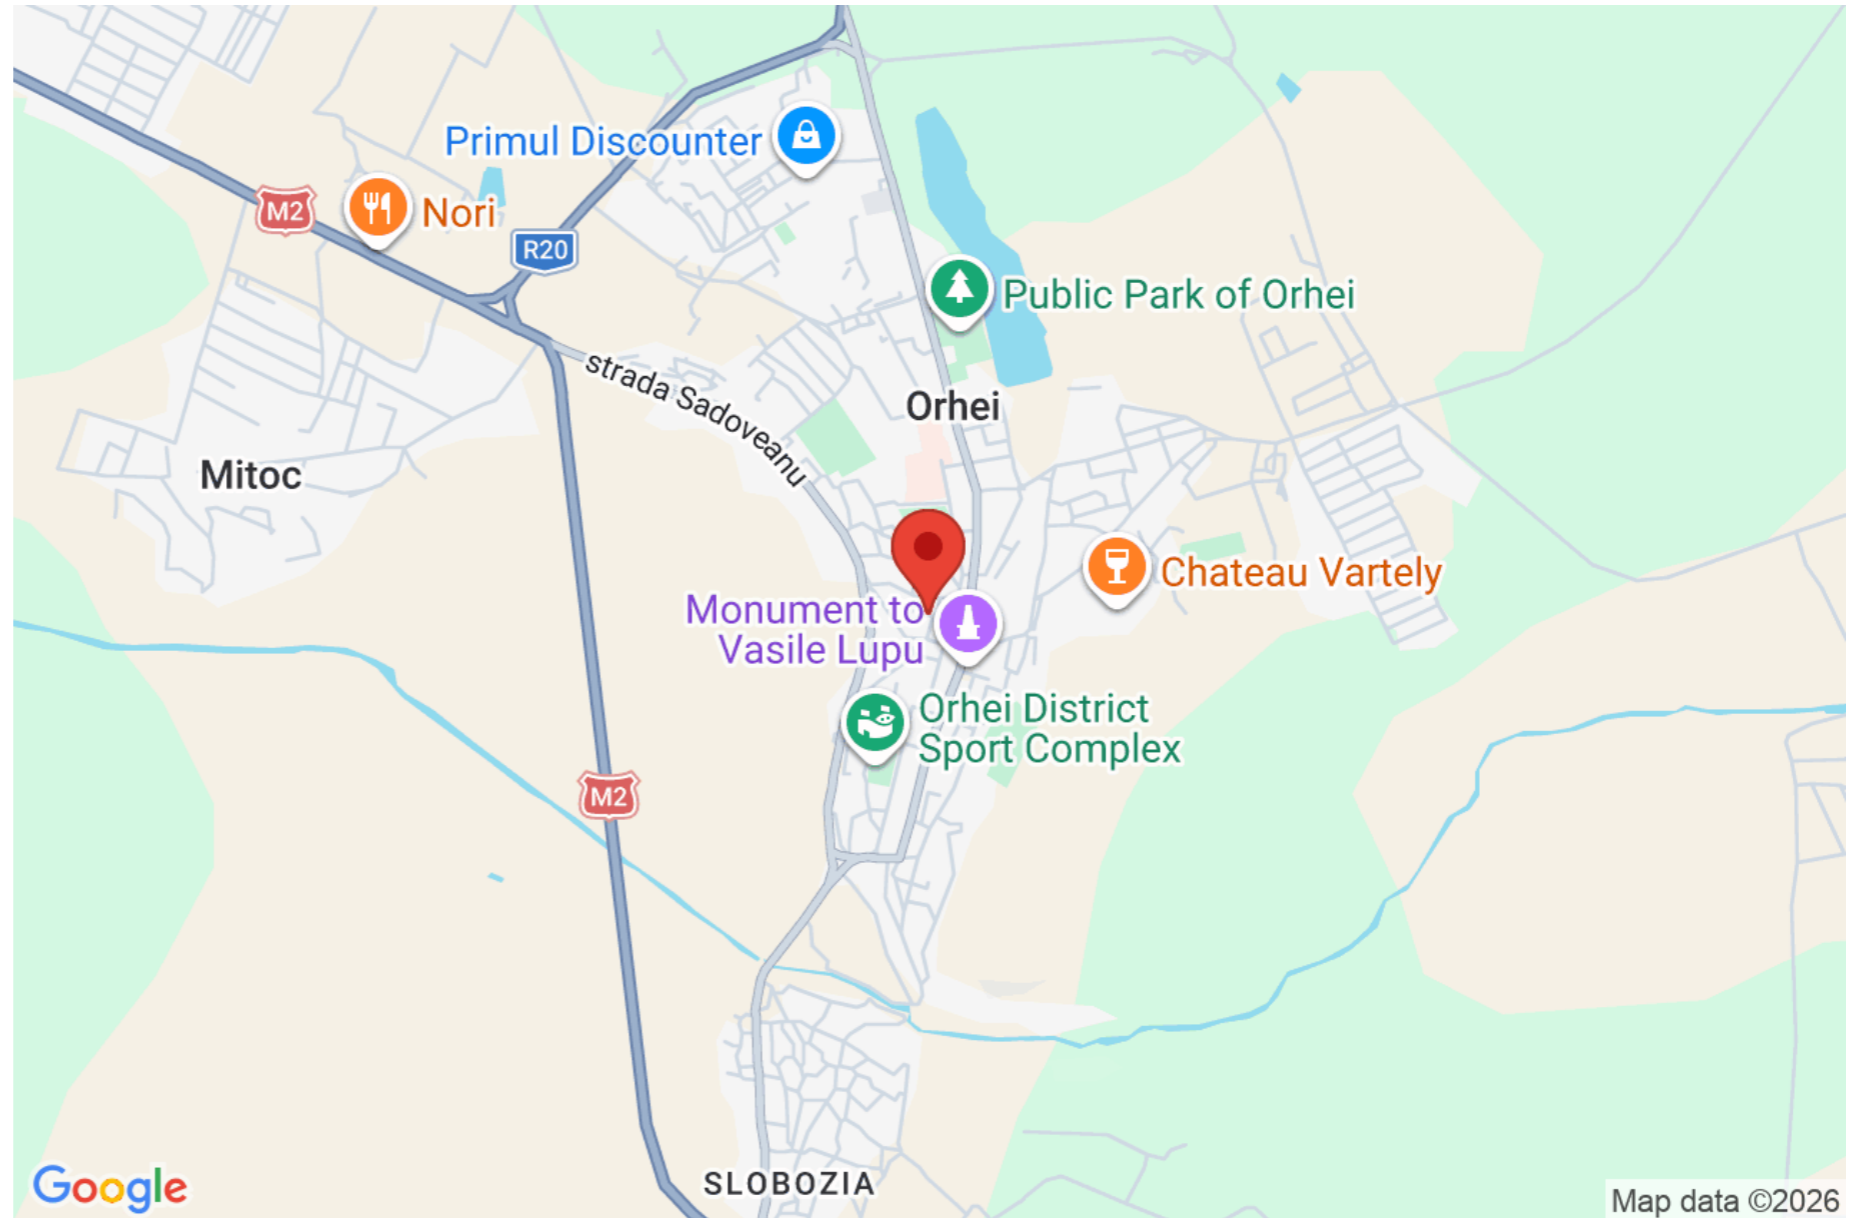 Primul Discounter
M2
Nori
R20
Public Park of Orhei
strada Sadoveanu
Orhei
Mitoc
Chateau Vartely
Monument to
Vasile Lupu
Orhei District
Sport Complex
M2
SLOBOZIA
Google
Map data ©2026